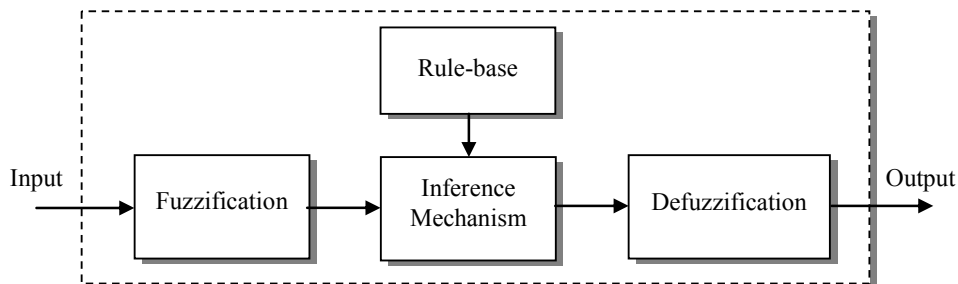 Rule-base
Input
Fuzzification
Inference
Mechanism
Defuzzification
Output